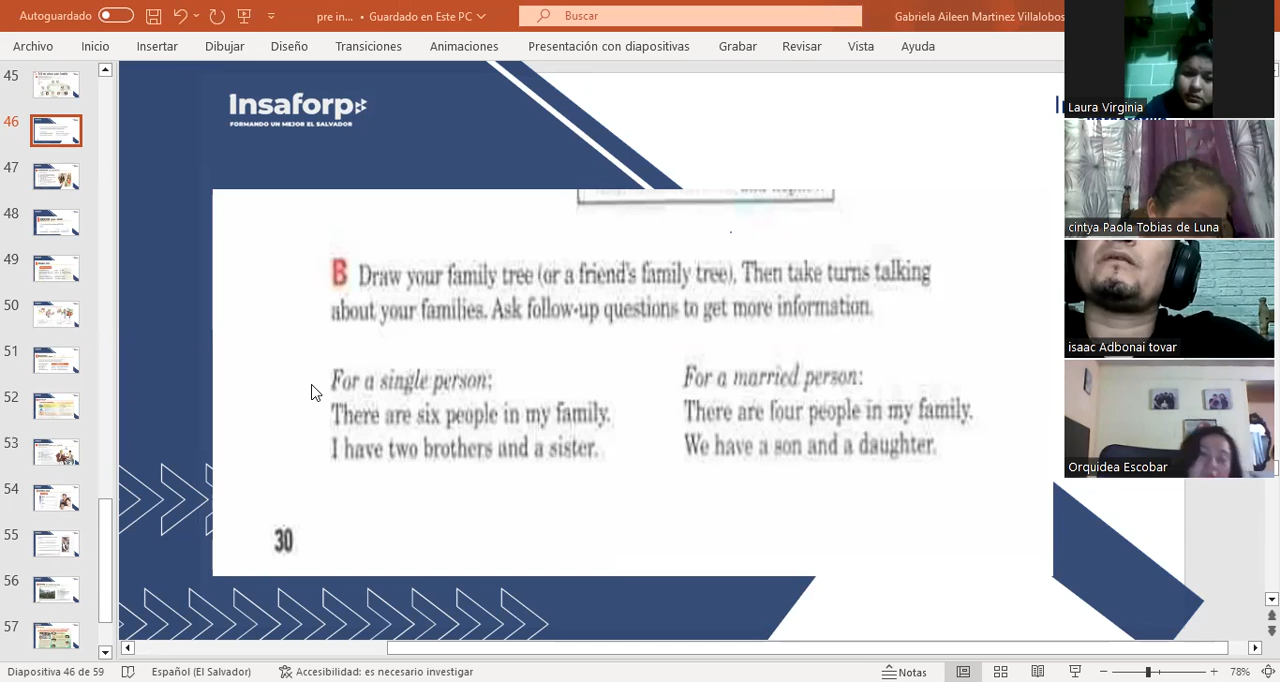 Autoguardado
pre in... • Guardado en Este PC
Buscar
Gabriela Aileen Martinez Villalobos
Archivo Inicio Insertar Dibujar Diseño Transiciones Animaciones Presentación con diapositivas Grabar Revisar Vista Ayuda
45
46
47
48
49
50
51
52
53
54
55
56
57
Insaforp
FORMANDO UN MEJOR EL SALVADOR
B Draw your family tree (or a friend's family tree). Then take turns talking
about your families. Ask follow-up questions to get more information.
For a single person:
There are six people in my family.
I have two brothers and a sister.
For a married person:
There are four people in my family.
We have a son and a daughter.
30
Laura Virginia
cintya Paola Tobias de Luna
isaac Adbonai tovar
Orquidea Escobar
Diapositiva 46 de 59
Español (El Salvador)
Accesibilidad: es necesario investigar
Notas
78%